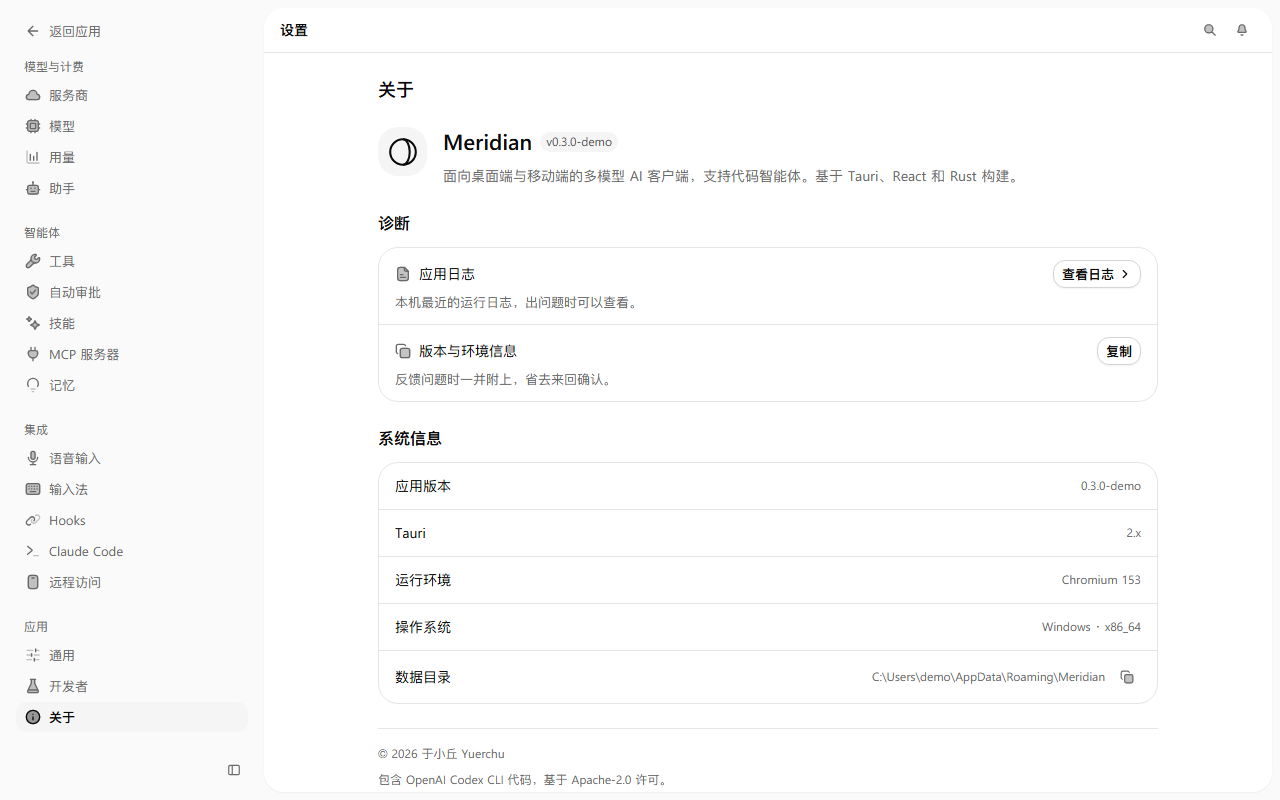 返回应用
模型与计费
服务商
模型
用量
助手
智能体
工具
自动审批
技能
MCP 服务器
记忆
集成
语音输入
输入法
Hooks
Claude Code
远程访问
应用
通用
开发者
关于
设置
关于
Meridian v0.3.0-demo
面向桌面端与移动端的多模型 AI 客户端，支持代码智能体。基于 Tauri、React 和 Rust 构建。
诊断
应用日志 查看日志
本机最近的运行日志，出问题时可以查看。
版本与环境信息 复制
反馈问题时一并附上，省去来回确认。
系统信息
应用版本 0.3.0-demo
Tauri 2.x
运行环境 Chromium 153
操作系统 Windows · x86_64
数据目录 C:\Users\demo\AppData\Roaming\Meridian
© 2026 于小丘 Yuerchu
包含 OpenAI Codex CLI 代码，基于 Apache-2.0 许可。